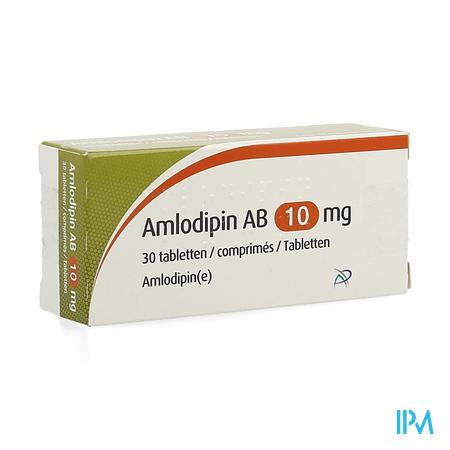 Amlodipin AB 10 mg
30 tabletten / comprimés / Tabletten
Amlodipin(e)
Amlodipin AB 10 mg
30 tabletten / comprimés / Tabletten
IPM